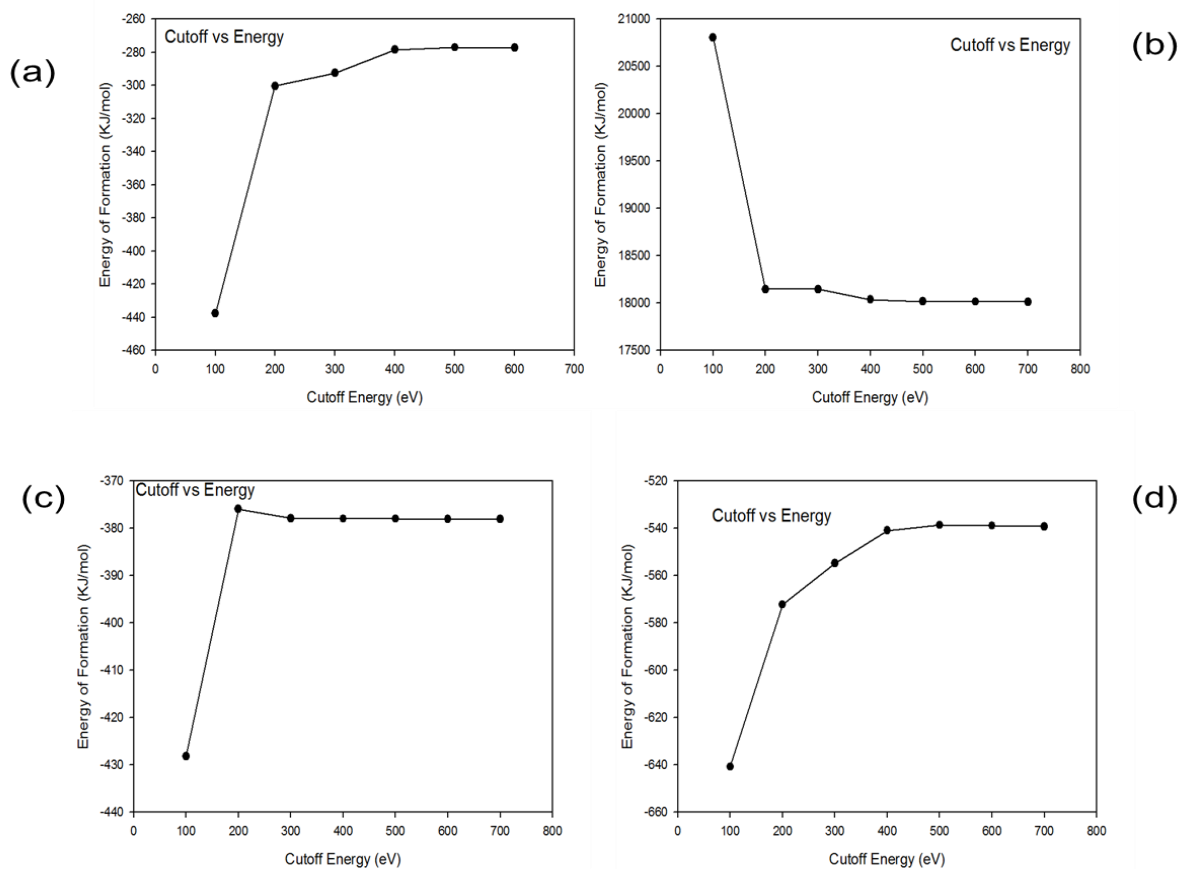 (a)
Cutoff vs Energy
Energy of Formation (KJ/mol)
-260
-280
-300
-320
-340
-360
-380
-400
-420
-440
-460
0 100 200 300 400 500 600 700
Cutoff Energy (eV)
(b)
Cutoff vs Energy
Energy of Formation (KJ/mol)
21000
20500
20000
19500
19000
18500
18000
17500
0 100 200 300 400 500 600 700 800
Cutoff Energy (eV)
(c)
Cutoff vs Energy
Energy of Formation (KJ/mol)
-370
-380
-390
-400
-410
-420
-430
-440
0 100 200 300 400 500 600 700 800
Cutoff Energy (eV)
(d)
Cutoff vs Energy
Energy of Formation (KJ/mol)
-520
-540
-560
-580
-600
-620
-640
-660
0 100 200 300 400 500 600 700 800
Cutoff Energy (eV)